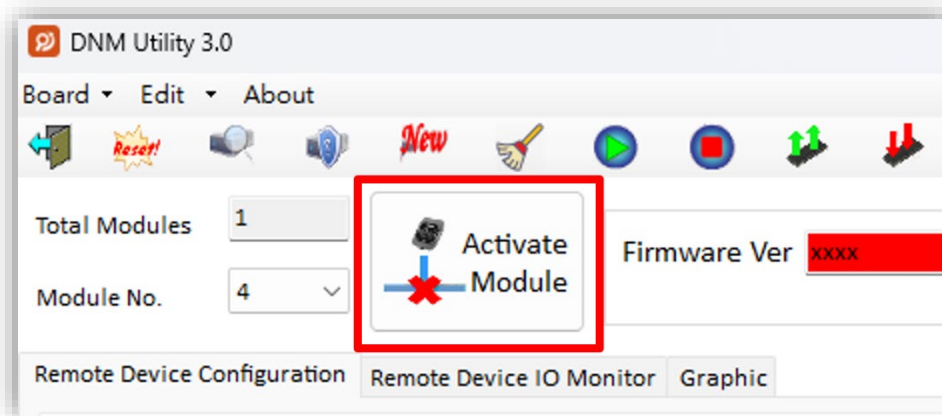 DNM Utility 3.0
Board Edit About
Reset! New
Total Modules 1
Activate Module
Firmware Ver xxxx
Module No. 4
Remote Device Configuration Remote Device IO Monitor Graphic